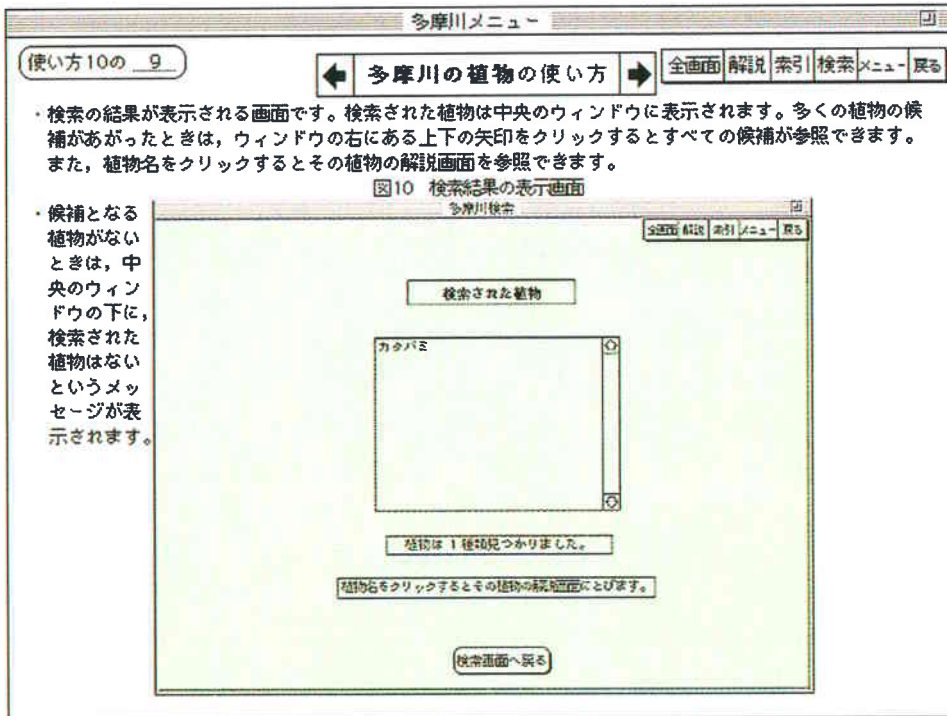 多摩川メニュー
使い方10の 9
多摩川の植物の使い方
全画面 解説 索引 検索 メニュー 戻る
・検索の結果が表示される画面です。検索された植物は中央のウィンドウに表示されます。多くの植物の候
補があがったときは，ウィンドウの右にある上下の矢印をクリックするとすべての候補が参照できます。
また，植物名をクリックするとその植物の解説画面を参照できます。
図10 検索結果の表示画面
・候補となる
植物がない
ときは，中
央のウィン
ドウの下に，
検索された
植物はない
というメッ
セージが表
示されます。
多摩川検索
全画面 解説 索引 メニュー 戻る
検索された植物
カタバミ
植物は 1 種類見つかりました。
植物名をクリックするとその植物の解説画面にとびます。
検索画面へ戻る